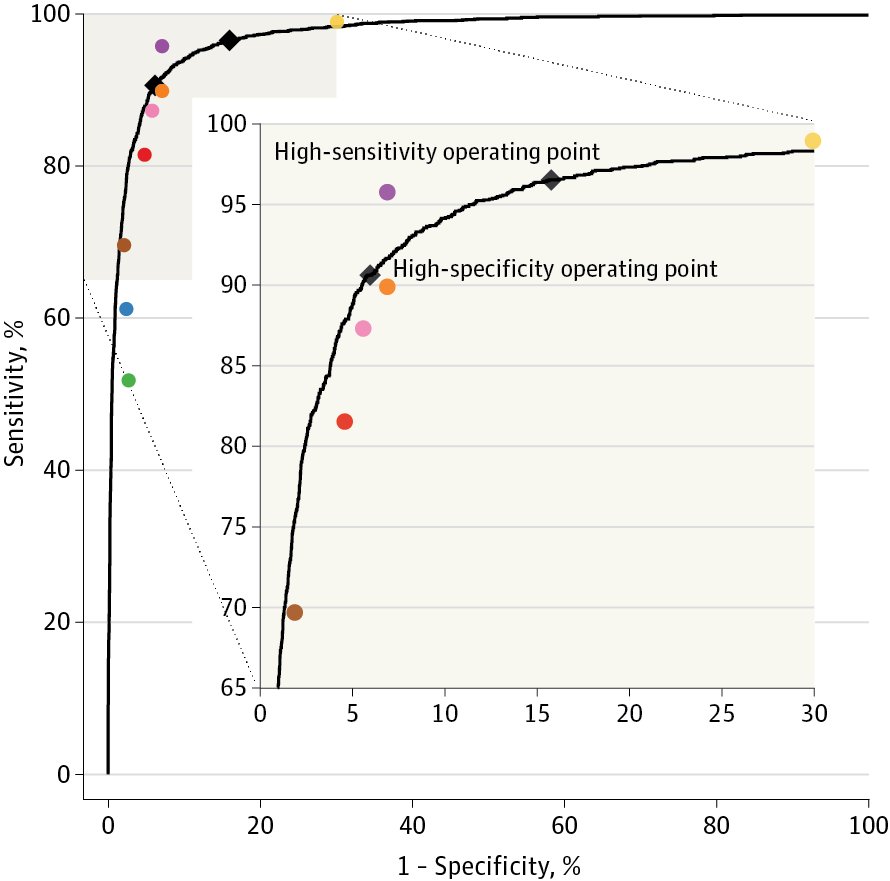 100
80
60
40
20
0
Sensitivity, %
100
95
90
85
80
75
70
65
High-sensitivity operating point
High-specificity operating point
0 5 10 15 20 25 30
0 20 40 60 80 100
1 – Specificity, %